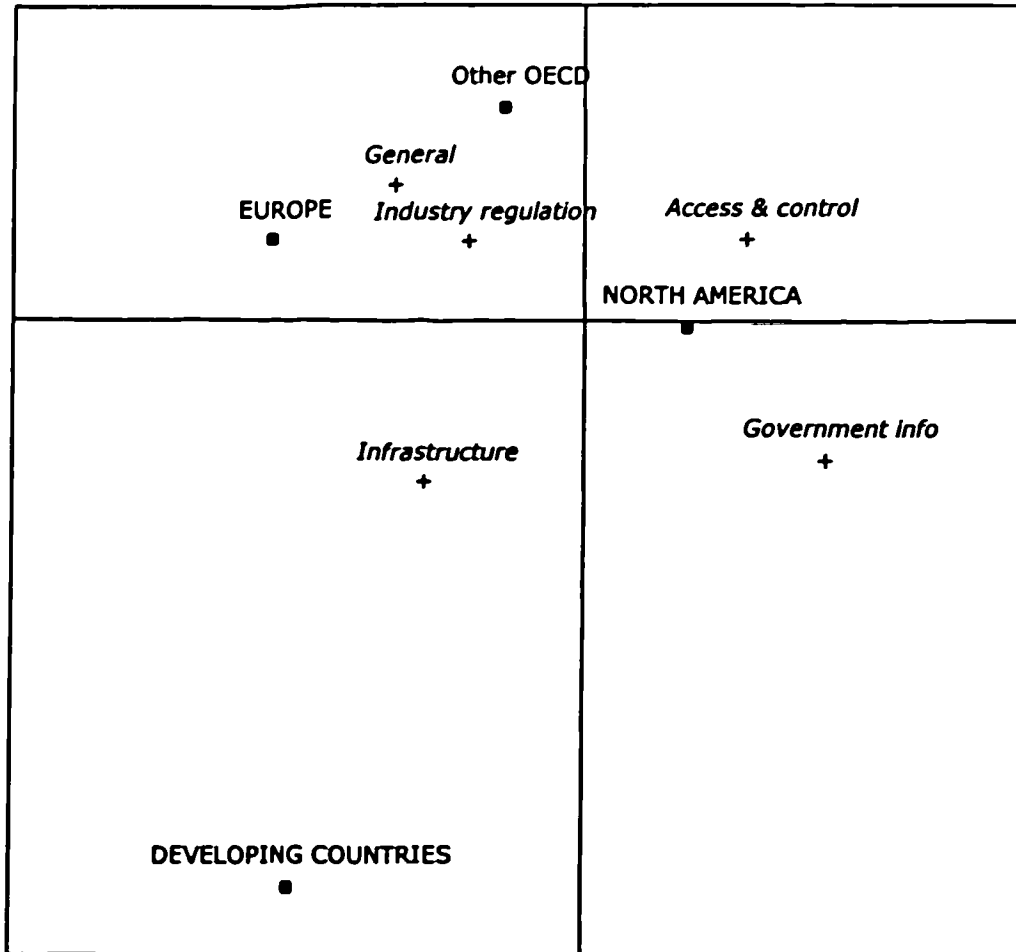 Other OECD
General
EUROPE
Industry regulation
Access & control
NORTH AMERICA
Government info
Infrastructure
DEVELOPING COUNTRIES